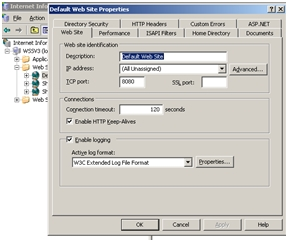 Internet Infor
Default Web Site Properties
File
Action
Internet Infor
WSSV3 (l
Applic
Web S
De
Sh
Sh
Web S
Directory Security
HTTP Headers
Custom Errors
ASP.NET
Web Site
Performance
ISAPI Filters
Home Directory
Documents
Web site identification
Description:
Default Web Site
IP address:
(All Unassigned)
Advanced...
TCP port:
8080
SSL port:
Connections
Connection timeout:
120
seconds
Enable HTTP Keep-Alives
Enable logging
Active log format:
W3C Extended Log File Format
Properties...
OK
Cancel
Apply
Help